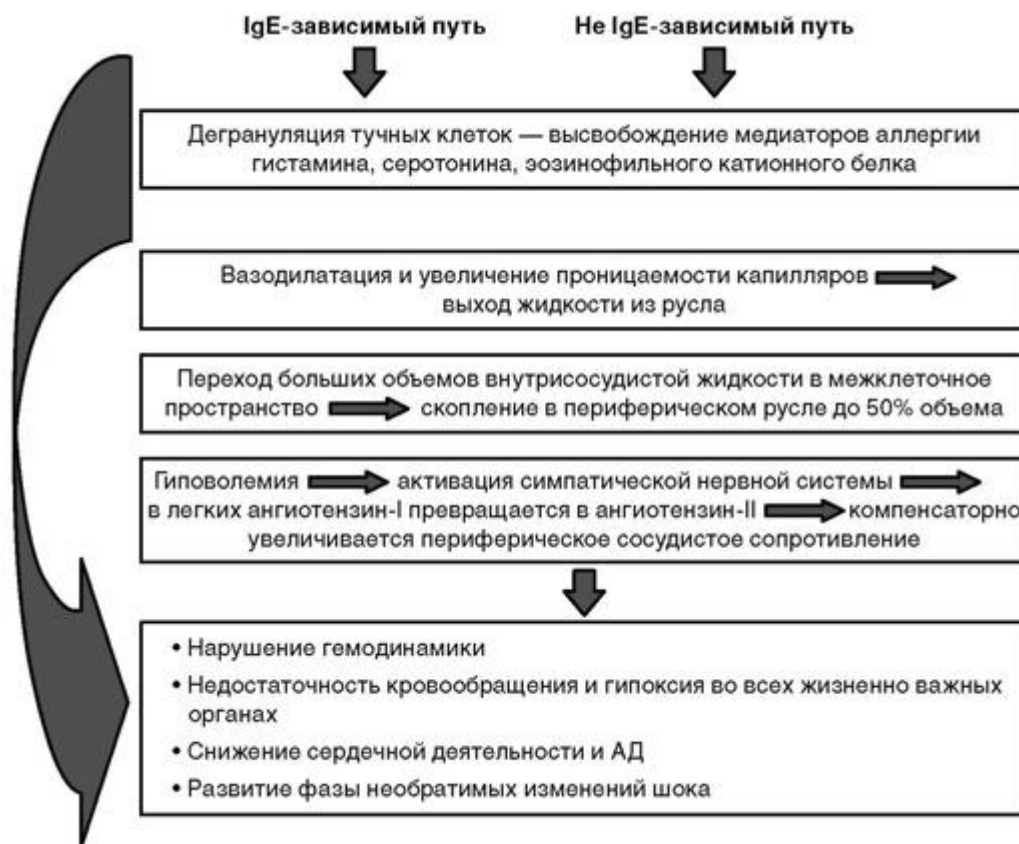 IgE-зависимый путь
Не IgE-зависимый путь
Дегрануляция тучных клеток — высвобождение медиаторов аллергии
гистамина, серотонина, эозинофильного катионного белка
Вазодилатация и увеличение проницаемости капилляров
выход жидкости из русла
Переход больших объемов внутрисосудистой жидкости в межклеточное
пространство скопление в периферическом русле до 50% объема
Гиповолемия активация симпатической нервной системы
в легких ангиотензин-I превращается в ангиотензин-II компенсаторно
увеличивается периферическое сосудистое сопротивление
• Нарушение гемодинамики
• Недостаточность кровообращения и гипоксия во всех жизненно важных
органах
• Снижение сердечной деятельности и АД
• Развитие фазы необратимых изменений шока